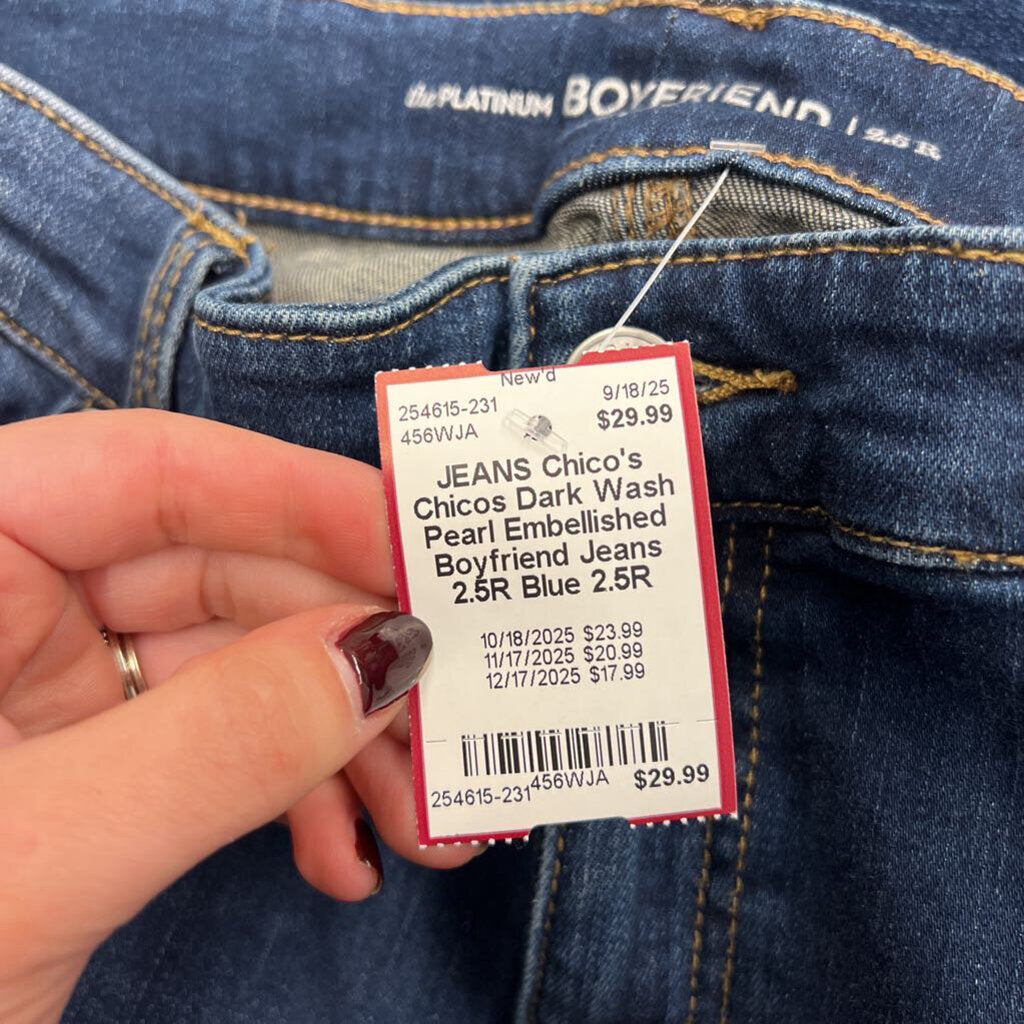 the PLATINUM BOYFRIEND | 2.5 R
New'd
254615-231 9/18/25
456WJA $29.99
JEANS Chico's
Chicos Dark Wash
Pearl Embellished
Boyfriend Jeans
2.5R Blue 2.5R
10/18/2025 $23.99
11/17/2025 $20.99
12/17/2025 $17.99
254615-231 456WJA $29.99